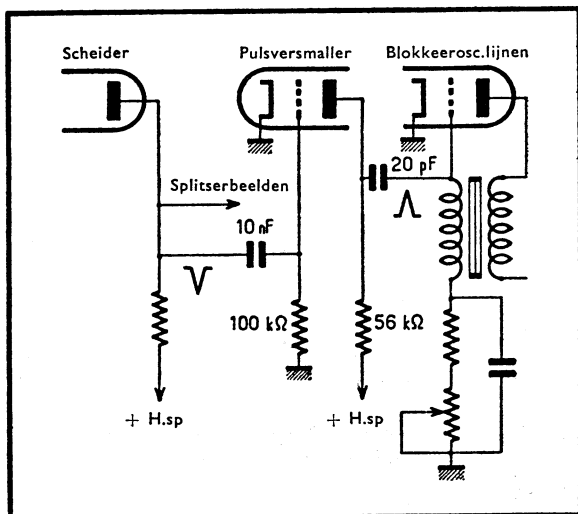 Scheider
Pulsversmaller
Blokkeerosc.lijnen
20 pF
Splitserbeelden
10 nF
100 kΩ
56 kΩ
+ H.sp
+ H.sp